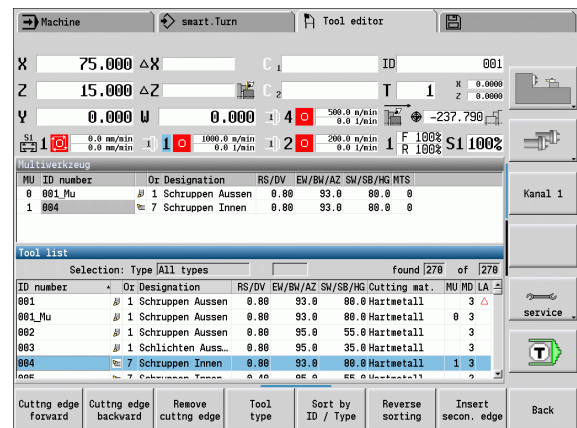 Machine smart.Turn Tool editor
X 75.000 △X C 1 ID 001
Z 15.000 △Z C 2 T 1 X 0.0000 Z 0.0000
Y 0.000 W 0.000 4 500.0 m/min 0.0 1/min -237.790
S1 1 0.0 mm/min 0.0 m/min 1 1000.0 m/min 0.0 1/min 2 200.0 m/min 0.0 1/min 1 F 100% R 100% S1 100%
Multiwerkzeug
MU ID number Or Designation RS/DV EW/BW/AZ SW/SB/HG MTS
0 001_Mu 1 Schruppen Aussen 0.80 93.0 80.0 0
1 004 7 Schruppen Innen 0.80 93.0 80.0 0
Kanal 1
Tool list
Selection: Type All types found 270 of 270
ID number Or Designation RS/DV EW/BW/AZ SW/SB/HG Cutting mat. MU MD LA
001 1 Schruppen Aussen 0.80 93.0 80.0 Hartmetall 3
001_Mu 1 Schruppen Aussen 0.80 93.0 80.0 Hartmetall 0 3
002 1 Schruppen Aussen 0.80 95.0 55.0 Hartmetall 3
003 1 Schlichten Auss… 0.80 95.0 35.0 Hartmetall 3
004 7 Schruppen Innen 0.80 93.0 80.0 Hartmetall 1 3
service
T
Cuttng edge forward
Cuttng edge backward
Remove cuttng edge
Tool type
Sort by ID / Type
Reverse sorting
Insert secon. edge
Back